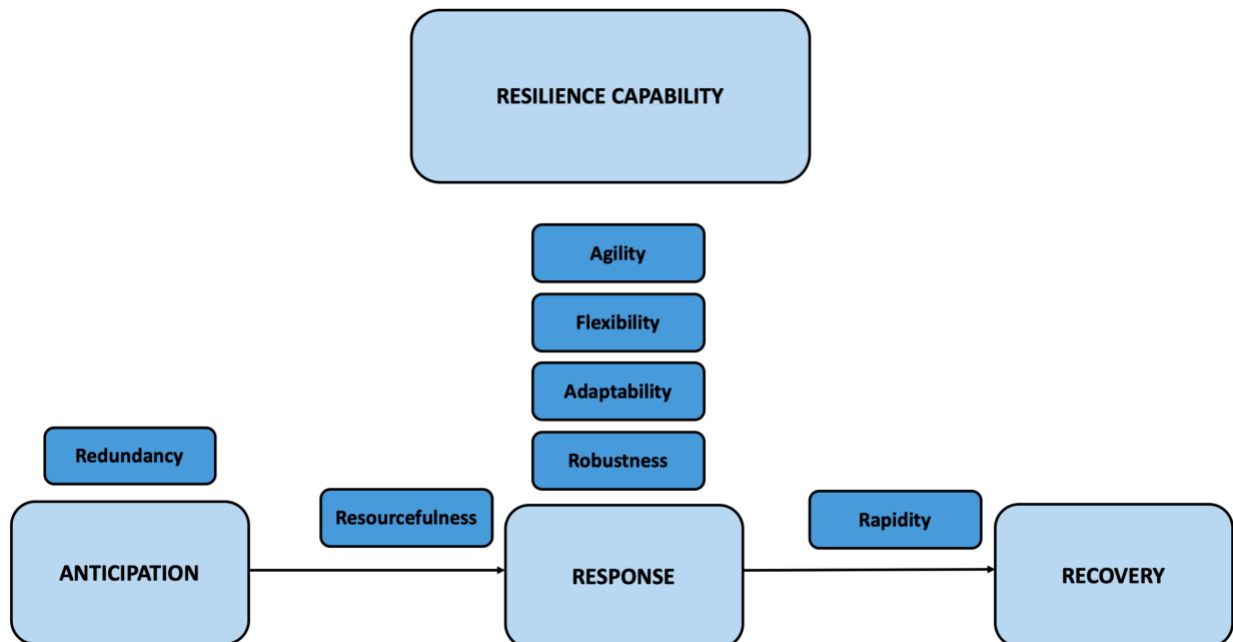 RESILIENCE CAPABILITY
Agility
Flexibility
Adaptability
Robustness
Redundancy
Resourcefulness
Rapidity
ANTICIPATION
RESPONSE
RECOVERY